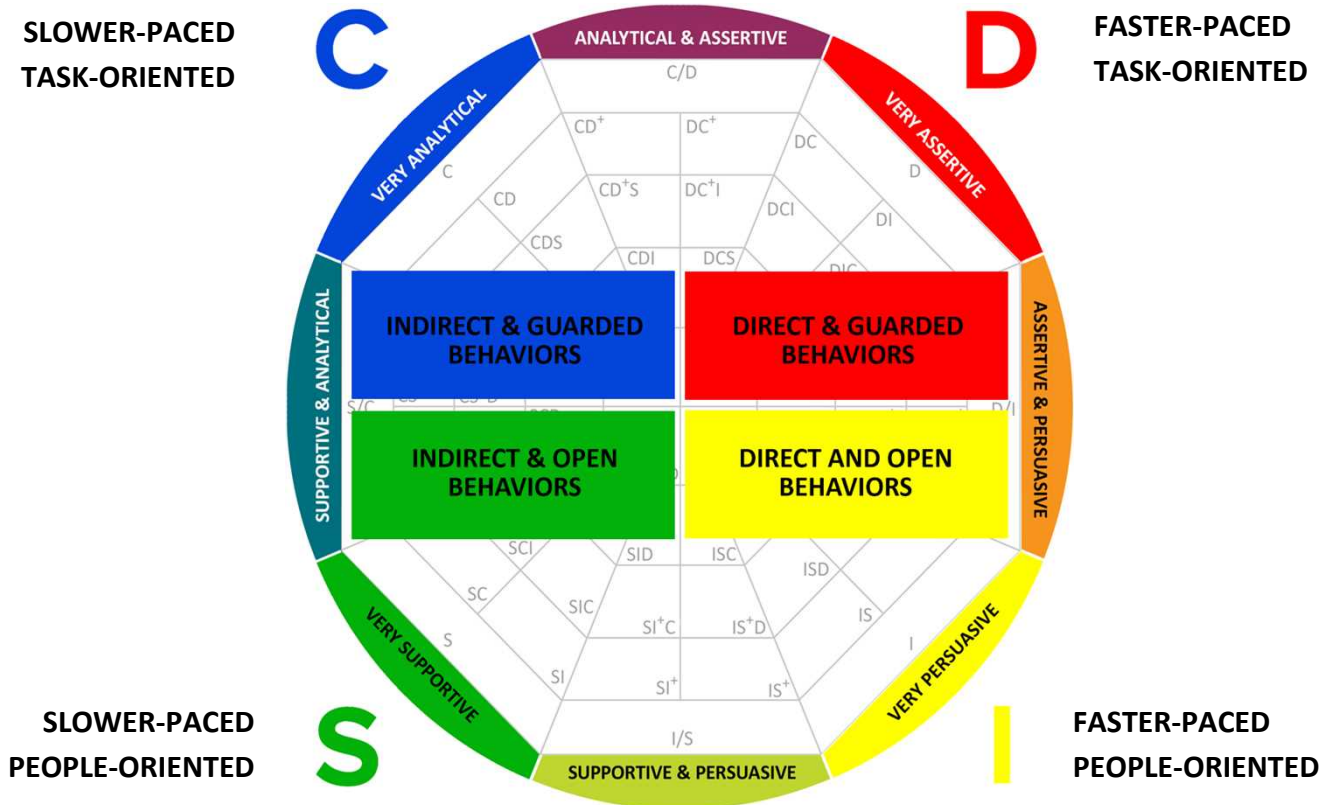 SLOWER-PACED
TASK-ORIENTED
C
ANALYTICAL & ASSERTIVE
D
FASTER-PACED
TASK-ORIENTED
VERY ANALYTICAL
VERY ASSERTIVE
C/D
CD+
DC+
DC
C
D
CD+S
DC+I
CD
DCI
DI
CDS
CDI
DCS
DIC
SUPPORTIVE & ANALYTICAL
INDIRECT & GUARDED
BEHAVIORS
DIRECT & GUARDED
BEHAVIORS
ASSERTIVE & PERSUASIVE
S/C
D/I
INDIRECT & OPEN
BEHAVIORS
DIRECT AND OPEN
BEHAVIORS
SCI
SID
ISC
ISD
SC
SIC
IS
S
SI+C
IS+D
I
SI
SI+
IS+
VERY SUPPORTIVE
VERY PERSUASIVE
I/S
SUPPORTIVE & PERSUASIVE
SLOWER-PACED
PEOPLE-ORIENTED
S
I
FASTER-PACED
PEOPLE-ORIENTED